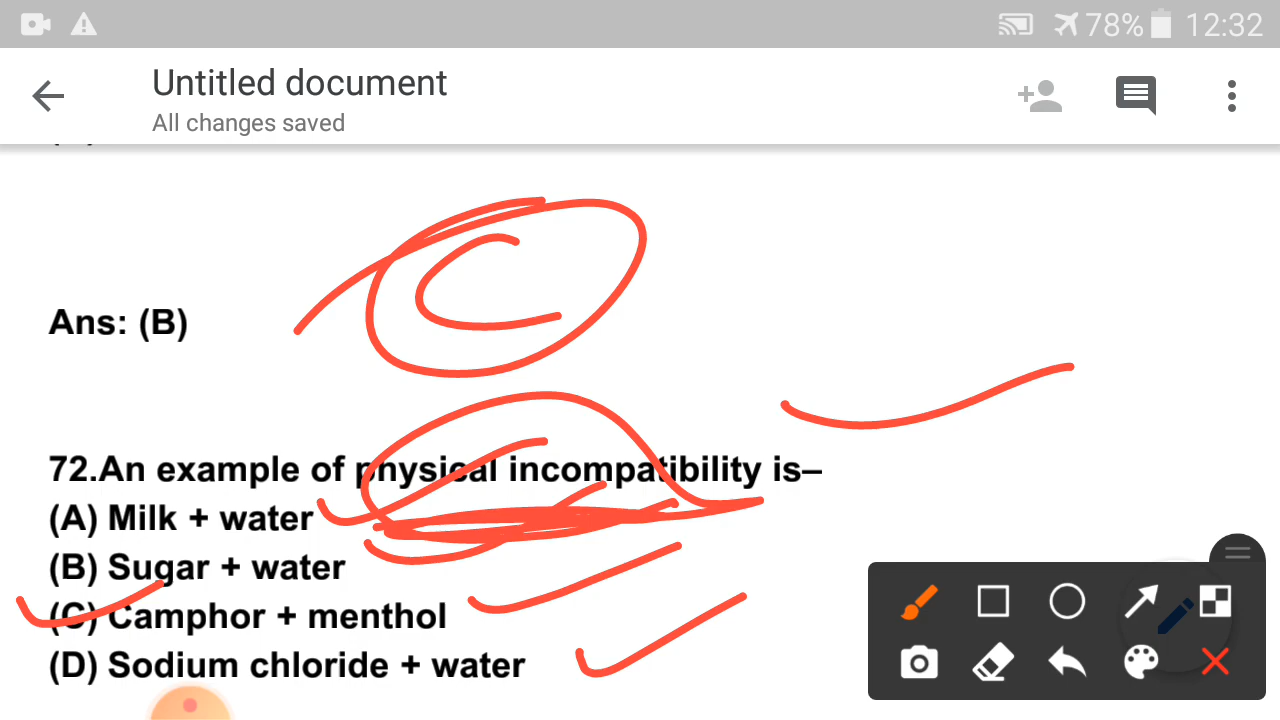 78% 12:32
Untitled document
All changes saved
C
Ans: (B)
72.An example of physical incompatibility is–
(A) Milk + water
(B) Sugar + water
(C) Camphor + menthol
(D) Sodium chloride + water